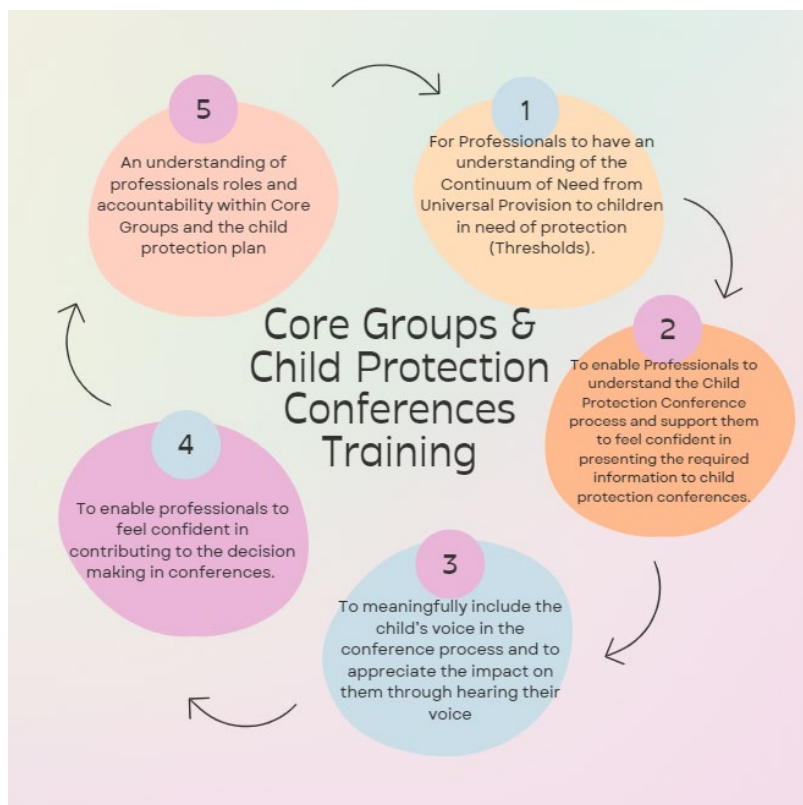 Core Groups &
Child Protection
Conferences
Training
1
For Professionals to have an
understanding of the
Continuum of Need from
Universal Provision to children
in need of protection
(Thresholds).
2
To enable Professionals to
understand the Child
Protection Conference
process and support them
to feel confident in
presenting the required
information to child
protection conferences.
3
To meaningfully include the
child's voice in the
conference process and to
appreciate the impact on
them through hearing their
voice
4
To enable professionals to
feel confident in
contributing to the decision
making in conferences.
5
An understanding of
professionals roles and
accountability within Core
Groups and the child
protection plan